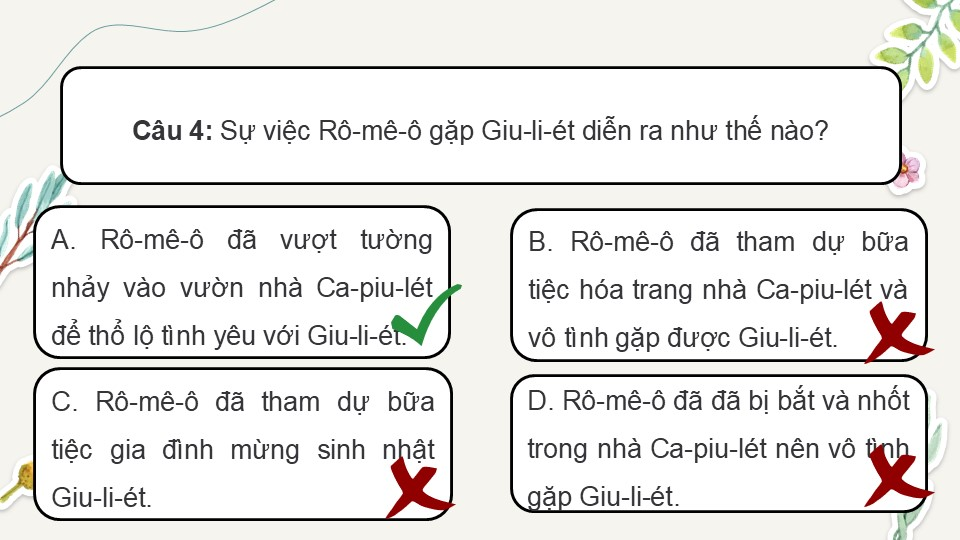 Câu 4: Sự việc Rô-mê-ô gặp Giu-li-ét diễn ra như thế nào?
A. Rô-mê-ô đã vượt tường
nhảy vào vườn nhà Ca-piu-lét
để thổ lộ tình yêu với Giu-li-ét.
B. Rô-mê-ô đã tham dự bữa
tiệc hóa trang nhà Ca-piu-lét và
vô tình gặp được Giu-li-ét.
C. Rô-mê-ô đã tham dự bữa
tiệc gia đình mừng sinh nhật
Giu-li-ét.
D. Rô-mê-ô đã đã bị bắt và nhốt
trong nhà Ca-piu-lét nên vô tình
gặp Giu-li-ét.